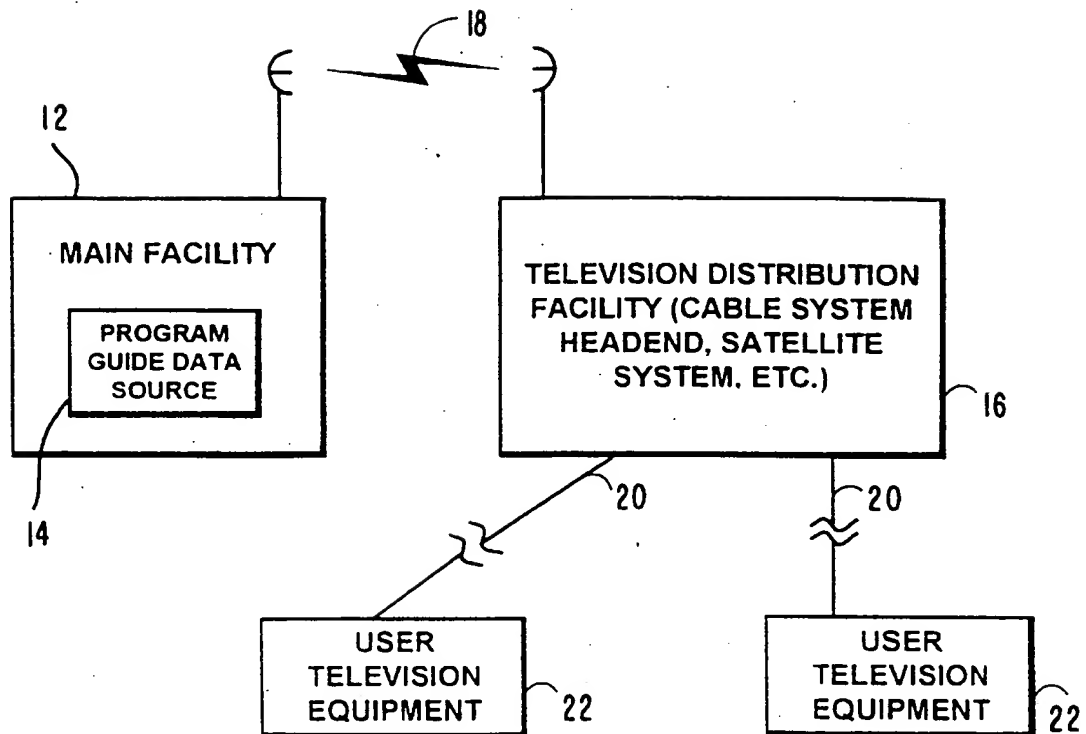 18
12
MAIN FACILITY
PROGRAM
GUIDE DATA
SOURCE
14
TELEVISION DISTRIBUTION
FACILITY (CABLE SYSTEM
HEADEND, SATELLITE
SYSTEM, ETC.)
16
20
20
USER
TELEVISION
EQUIPMENT
22
USER
TELEVISION
EQUIPMENT
22